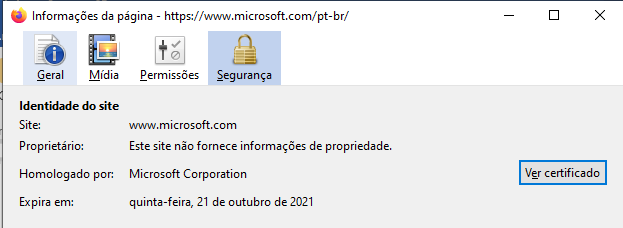 Informações da página - https://www.microsoft.com/pt-br/
Geral Mídia Permissões Segurança
Identidade do site
Site: www.microsoft.com
Proprietário: Este site não fornece informações de propriedade.
Homologado por: Microsoft Corporation
Ver certificado
Expira em: quinta-feira, 21 de outubro de 2021